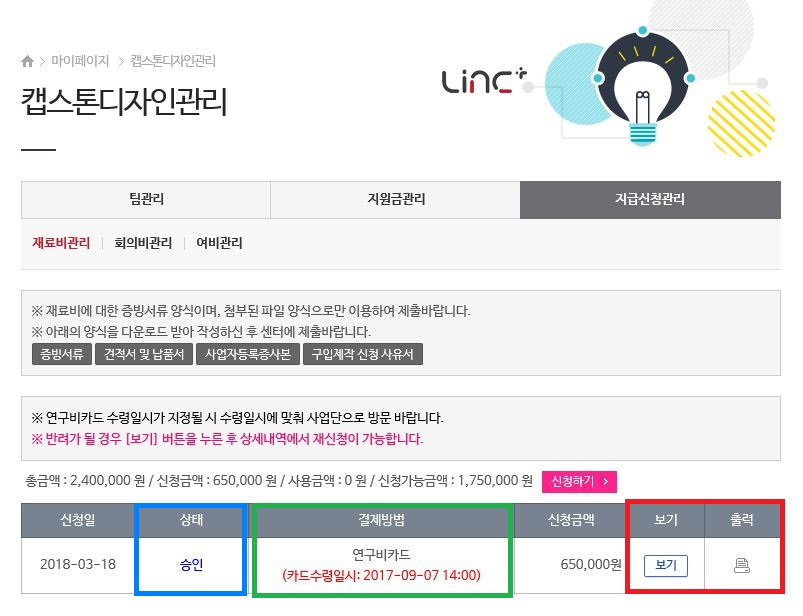 마이페이지 > 캡스톤디자인관리
LINC+
캡스톤디자인관리
팀관리 지원금관리 지급신청관리
재료비관리 회의비관리 여비관리
※ 재료비에 대한 증빙서류 양식이며, 첨부된 파일 양식으로만 이용하여 제출바랍니다.
※ 아래의 양식을 다운로드 받아 작성하신 후 센터에 제출바랍니다.
증빙서류 견적서 및 납품서 사업자등록증사본 구입제작 신청 사유서
※ 연구비카드 수령일시가 지정될 시 수령일시에 맞춰 사업단으로 방문 바랍니다.
※ 반려가 될 경우 [보기] 버튼을 누른 후 상세내역에서 재신청이 가능합니다.
총금액 : 2,400,000 원 / 신청금액 : 650,000 원 / 사용금액 : 0 원 / 신청가능금액 : 1,750,000 원 신청하기 >
신청일 상태 결제방법 신청금액 보기 출력
2018-03-18 승인 연구비카드 650,000원 보기
(카드수령일시: 2017-09-07 14:00)